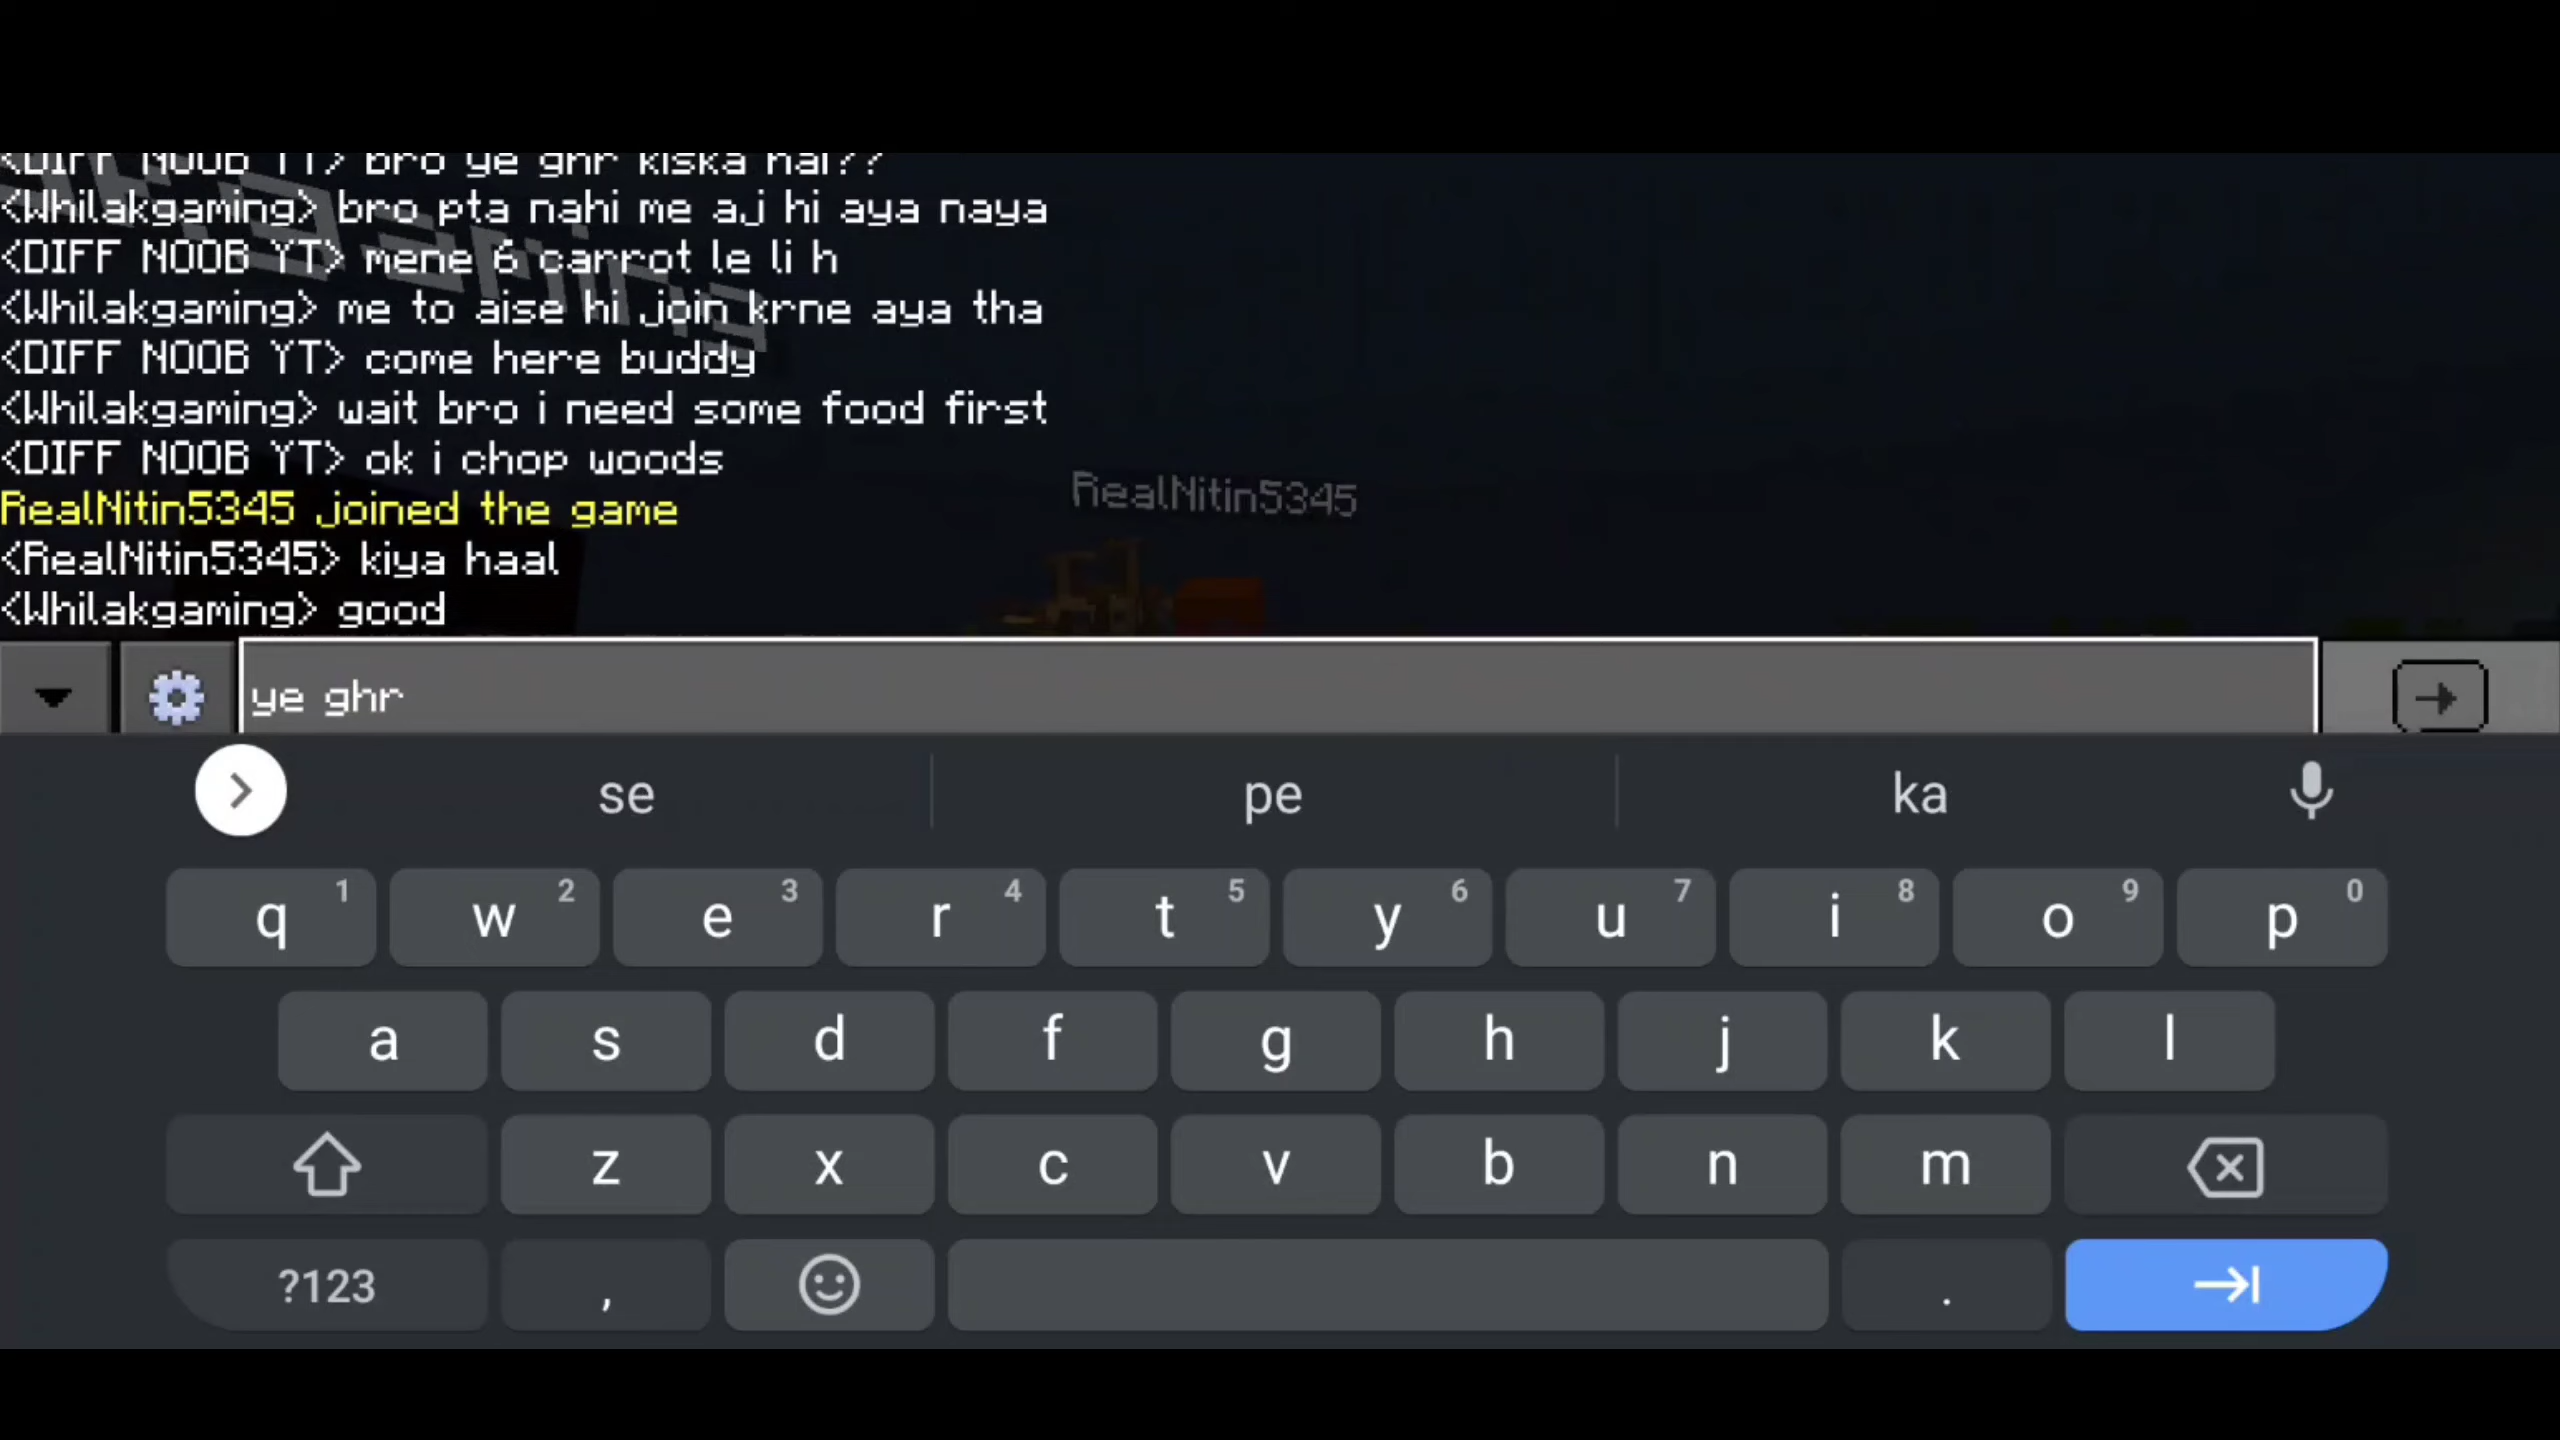 <DIFF NOOB YT> bro ye ghr kiska hai??
<Whilakgaming> bro pta nahi me aj hi aya naya
<DIFF NOOB YT> mene 6 carrot le li h
<Whilakgaming> me to aise hi join krne aya tha
<DIFF NOOB YT> come here buddy
<Whilakgaming> wait bro i need some food first
<DIFF NOOB YT> ok i chop woods
RealNitin5345 joined the game
<RealNitin5345> kiya haal
<Whilakgaming> good
RealNitin5345
ye ghr
se pe ka
q 1 w 2 e 3 r 4 t 5 y 6 u 7 i 8 o 9 p 0
a s d f g h j k l
z x c v b n m
?123 , .